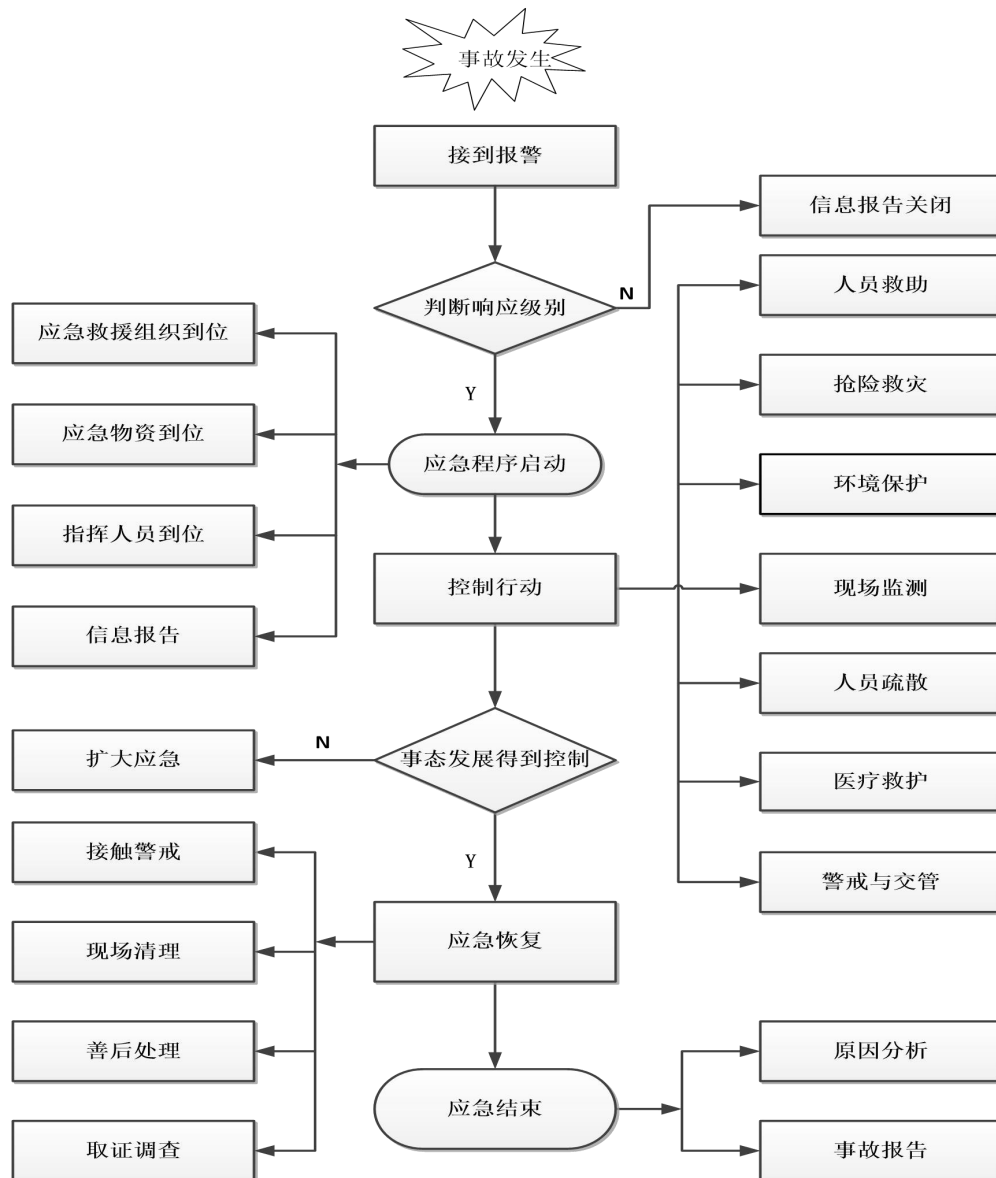 事故发生
接到报警
信息报告关闭
判断响应级别
N
人员救助
应急救援组织到位
抢险救灾
Y
应急物资到位
应急程序启动
环境保护
指挥人员到位
控制行动
现场监测
信息报告
人员疏散
扩大应急
N
事态发展得到控制
医疗救护
接触警戒
Y
警戒与交管
现场清理
应急恢复
善后处理
原因分析
应急结束
取证调查
事故报告